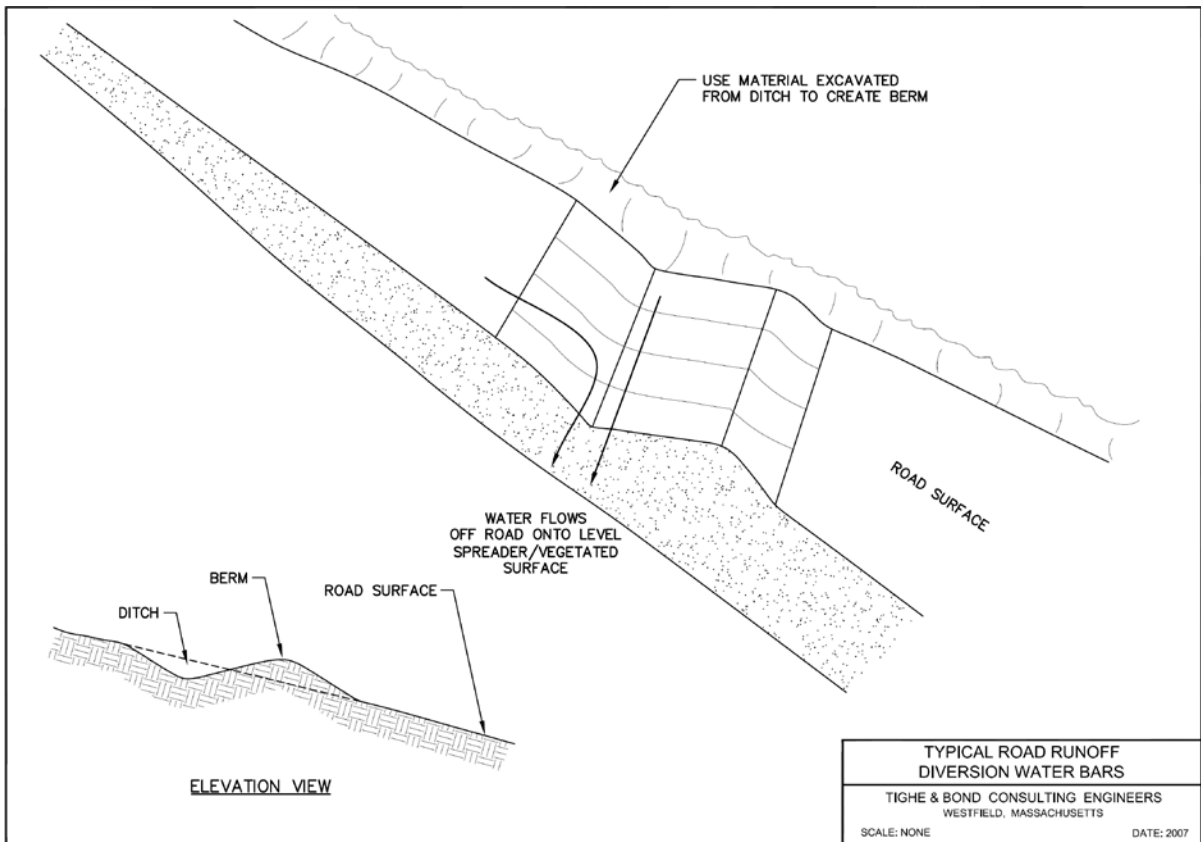 USE MATERIAL EXCAVATED
FROM DITCH TO CREATE BERM
ROAD SURFACE
WATER FLOWS
OFF ROAD ONTO LEVEL
SPREADER/VEGETATED
SURFACE
BERM
ROAD SURFACE
DITCH
ELEVATION VIEW
TYPICAL ROAD RUNOFF
DIVERSION WATER BARS
TIGHE & BOND CONSULTING ENGINEERS
WESTFIELD, MASSACHUSETTS
SCALE: NONE
DATE: 2007